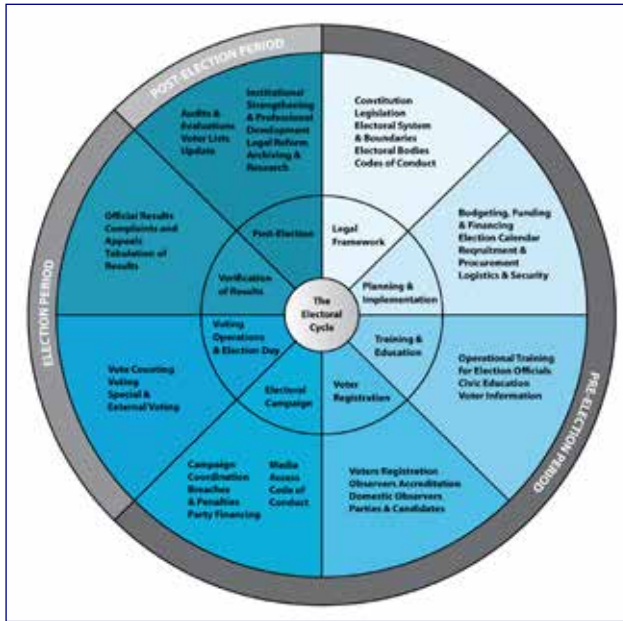 POST-ELECTION PERIOD
ELECTION PERIOD
PRE-ELECTION PERIOD
The
Electoral
Cycle
Legal
Framework
Constitution
Legislation
Electoral System
& Boundaries
Electoral Bodies
Codes of Conduct
Planning &
Implementation
Budgeting, Funding
& Financing
Election Calendar
Recruitment &
Procurement
Logistics & Security
Training &
Education
Operational Training
for Election Officials
Civic Education
Voter Information
Voter
Registration
Voters Registration
Observers Accreditation
Domestic Observers
Parties & Candidates
Electoral
Campaign
Campaign
Coordination
Breaches
& Penalties
Party Financing
Media
Access
Code of
Conduct
Voting
Operations
& Election Day
Vote Counting
Voting
Special &
External Voting
Verification
of Results
Official Results
Complaints and
Appeals
Tabulation of
Results
Post-Election
Audits &
Evaluations
Voter Lists
Update
Institutional
Strengthening
& Professional
Development
Legal Reform
Archiving &
Research